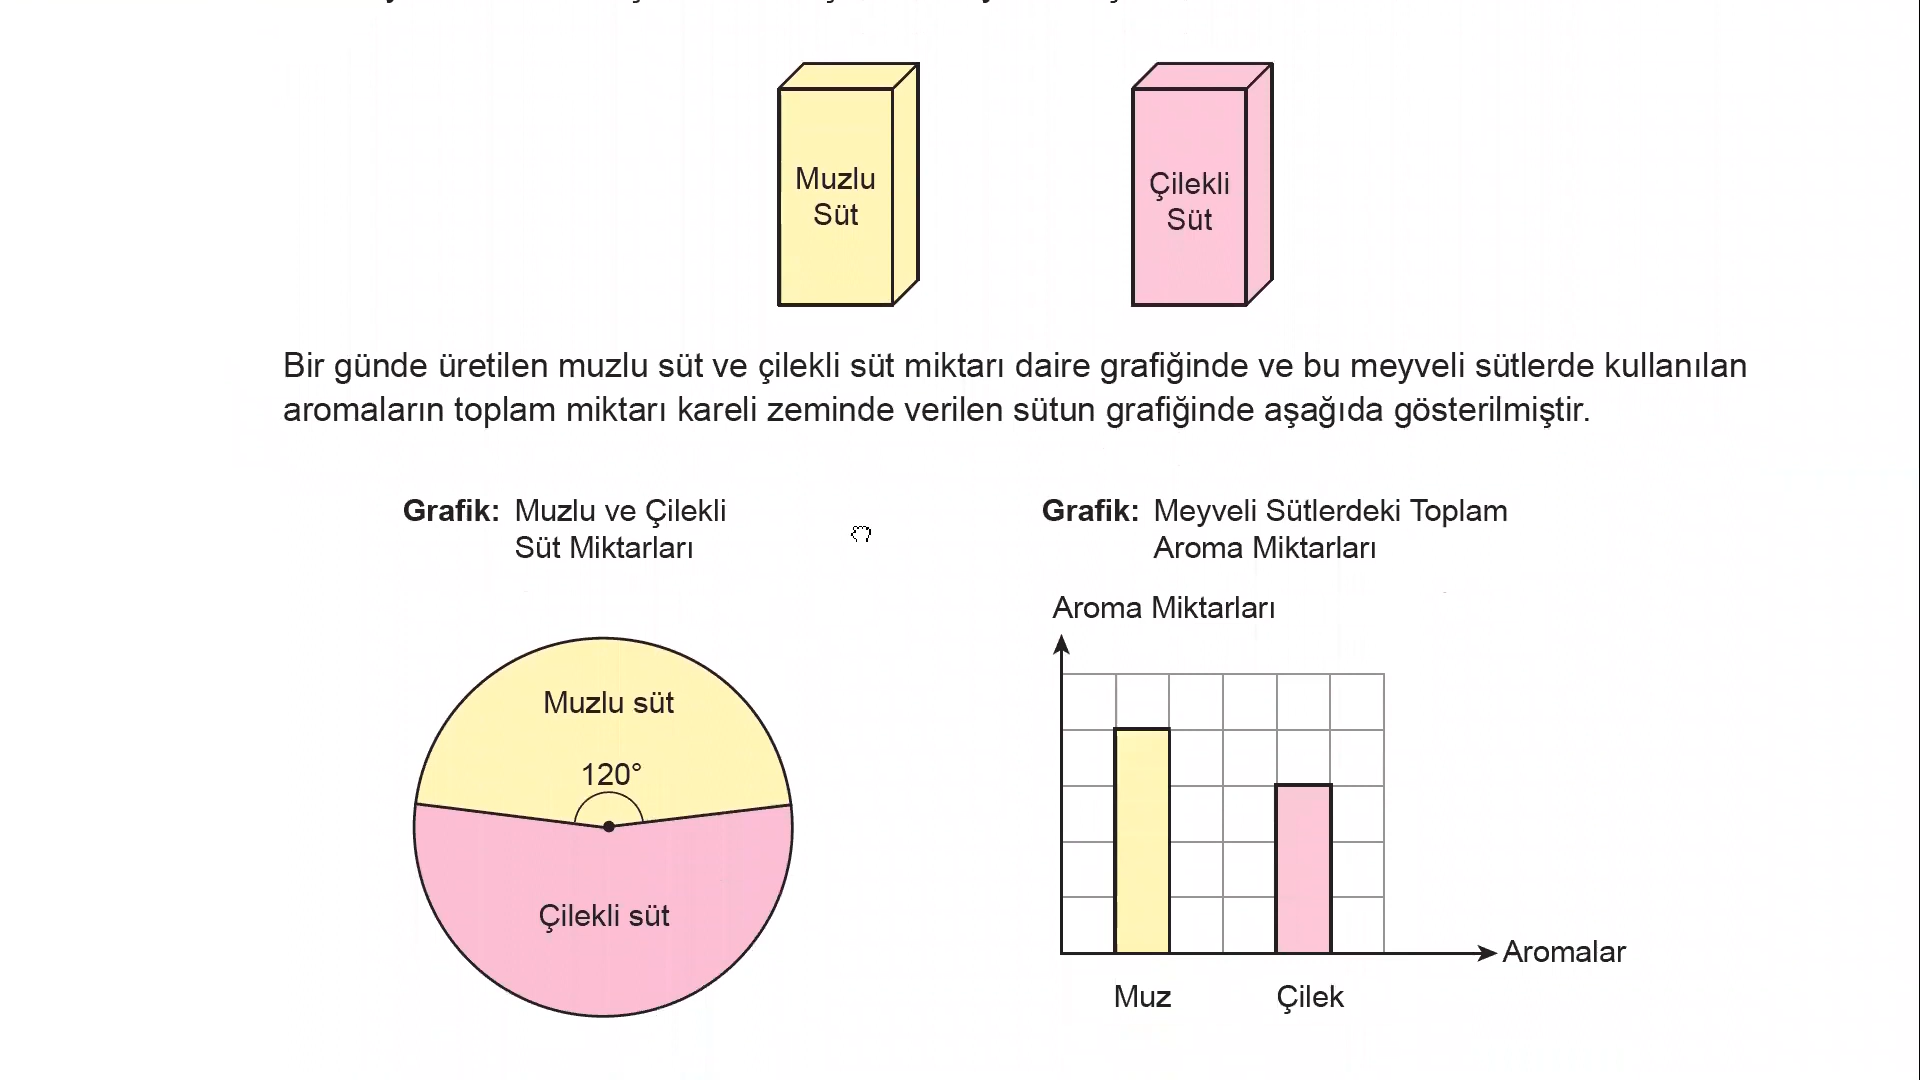 Muzlu
Süt
Çilekli
Süt
Bir günde üretilen muzlu süt ve çilekli süt miktarı daire grafiğinde ve bu meyveli sütlerde kullanılan
aromaların toplam miktarı kareli zeminde verilen sütun grafiğinde aşağıda gösterilmiştir.
Grafik: Muzlu ve Çilekli
Süt Miktarları
Grafik: Meyveli Sütlerdeki Toplam
Aroma Miktarları
Aroma Miktarları
Muzlu süt
120°
Çilekli süt
Aromalar
Muz
Çilek